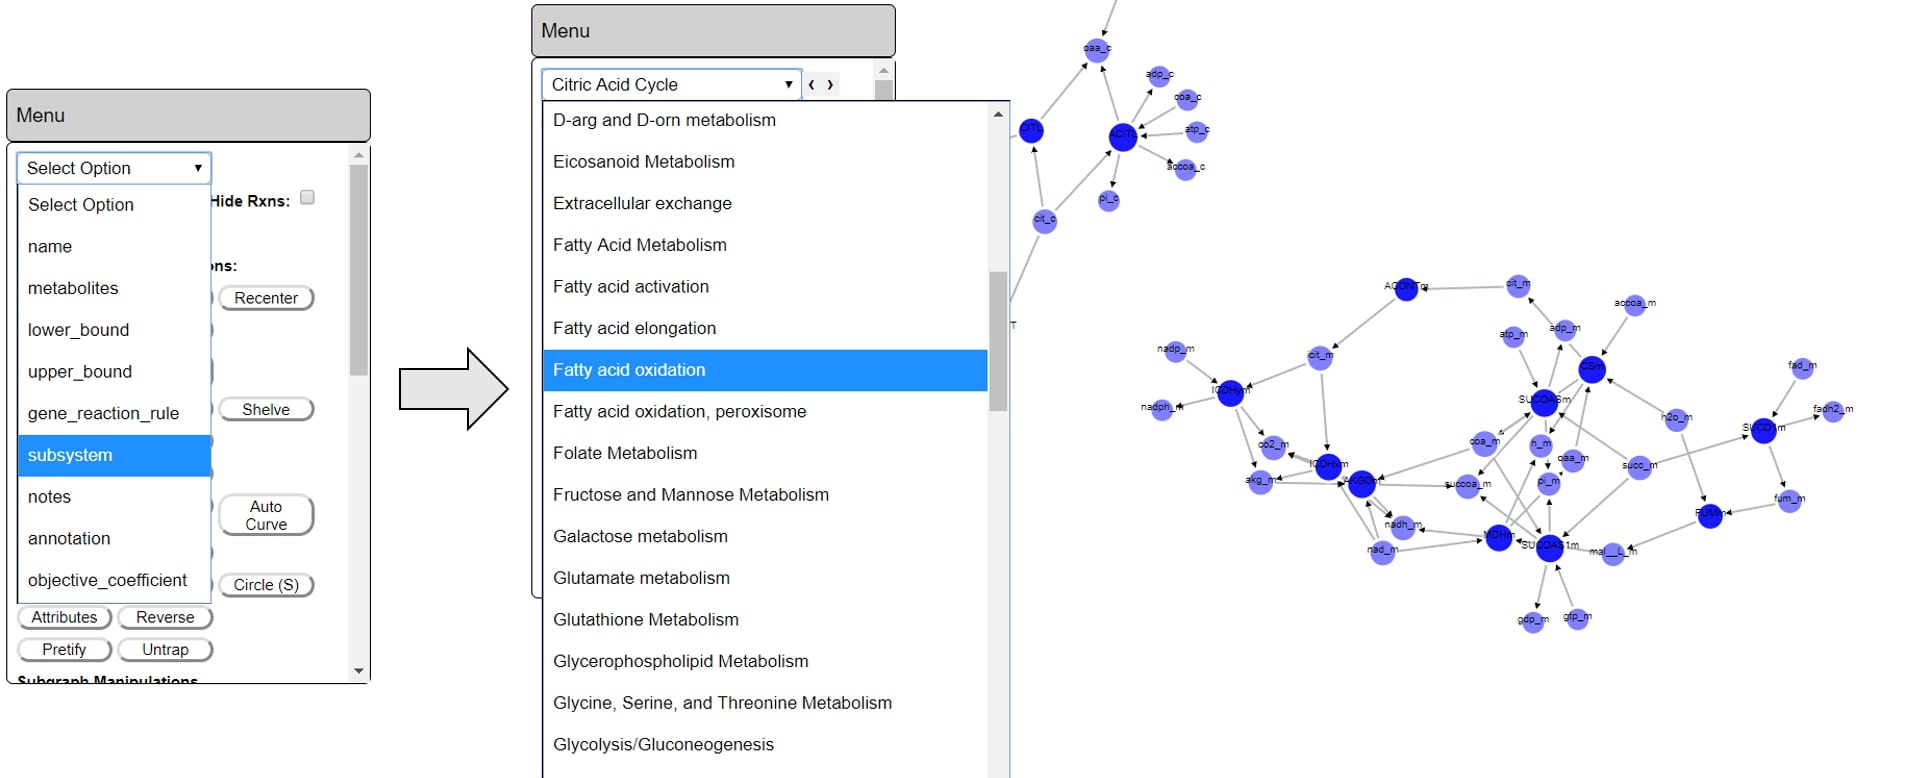 Menu
Select Option
Select Option
name
metabolites
lower_bound
upper_bound
gene_reaction_rule
subsystem
notes
annotation
objective_coefficient
Hide Rxns:
ons:
Recenter
Shelve
Auto
Curve
Circle (S)
Attributes
Reverse
Pretify
Untrap
Subgraph Manipulations
Menu
Citric Acid Cycle
D-arg and D-orn metabolism
Eicosanoid Metabolism
Extracellular exchange
Fatty Acid Metabolism
Fatty acid activation
Fatty acid elongation
Fatty acid oxidation
Fatty acid oxidation, peroxisome
Folate Metabolism
Fructose and Mannose Metabolism
Galactose metabolism
Glutamate metabolism
Glutathione Metabolism
Glycerophospholipid Metabolism
Glycine, Serine, and Threonine Metabolism
Glycolysis/Gluconeogenesis
oaa_c
adp_c
coa_c
CITL
ACITL
atp_c
accoa_c
pi_c
cit_c
T
ACONTm
cit_m
accoa_m
atp_m
adp_m
nadp_m
icit_m
CSm
fad_m
ICDHym
SUCOASm
nadph_m
h2o_m
fadh2_m
SUCD1m
co2_m
coa_m
h_m
oaa_m
succ_m
ICDHxm
akg_m
AKGDm
succoa_m
pi_m
fum_m
FUMm
nadh_m
MDHm
nad_m
SUCOAS1m
mal__L_m
gdp_m
gtp_m